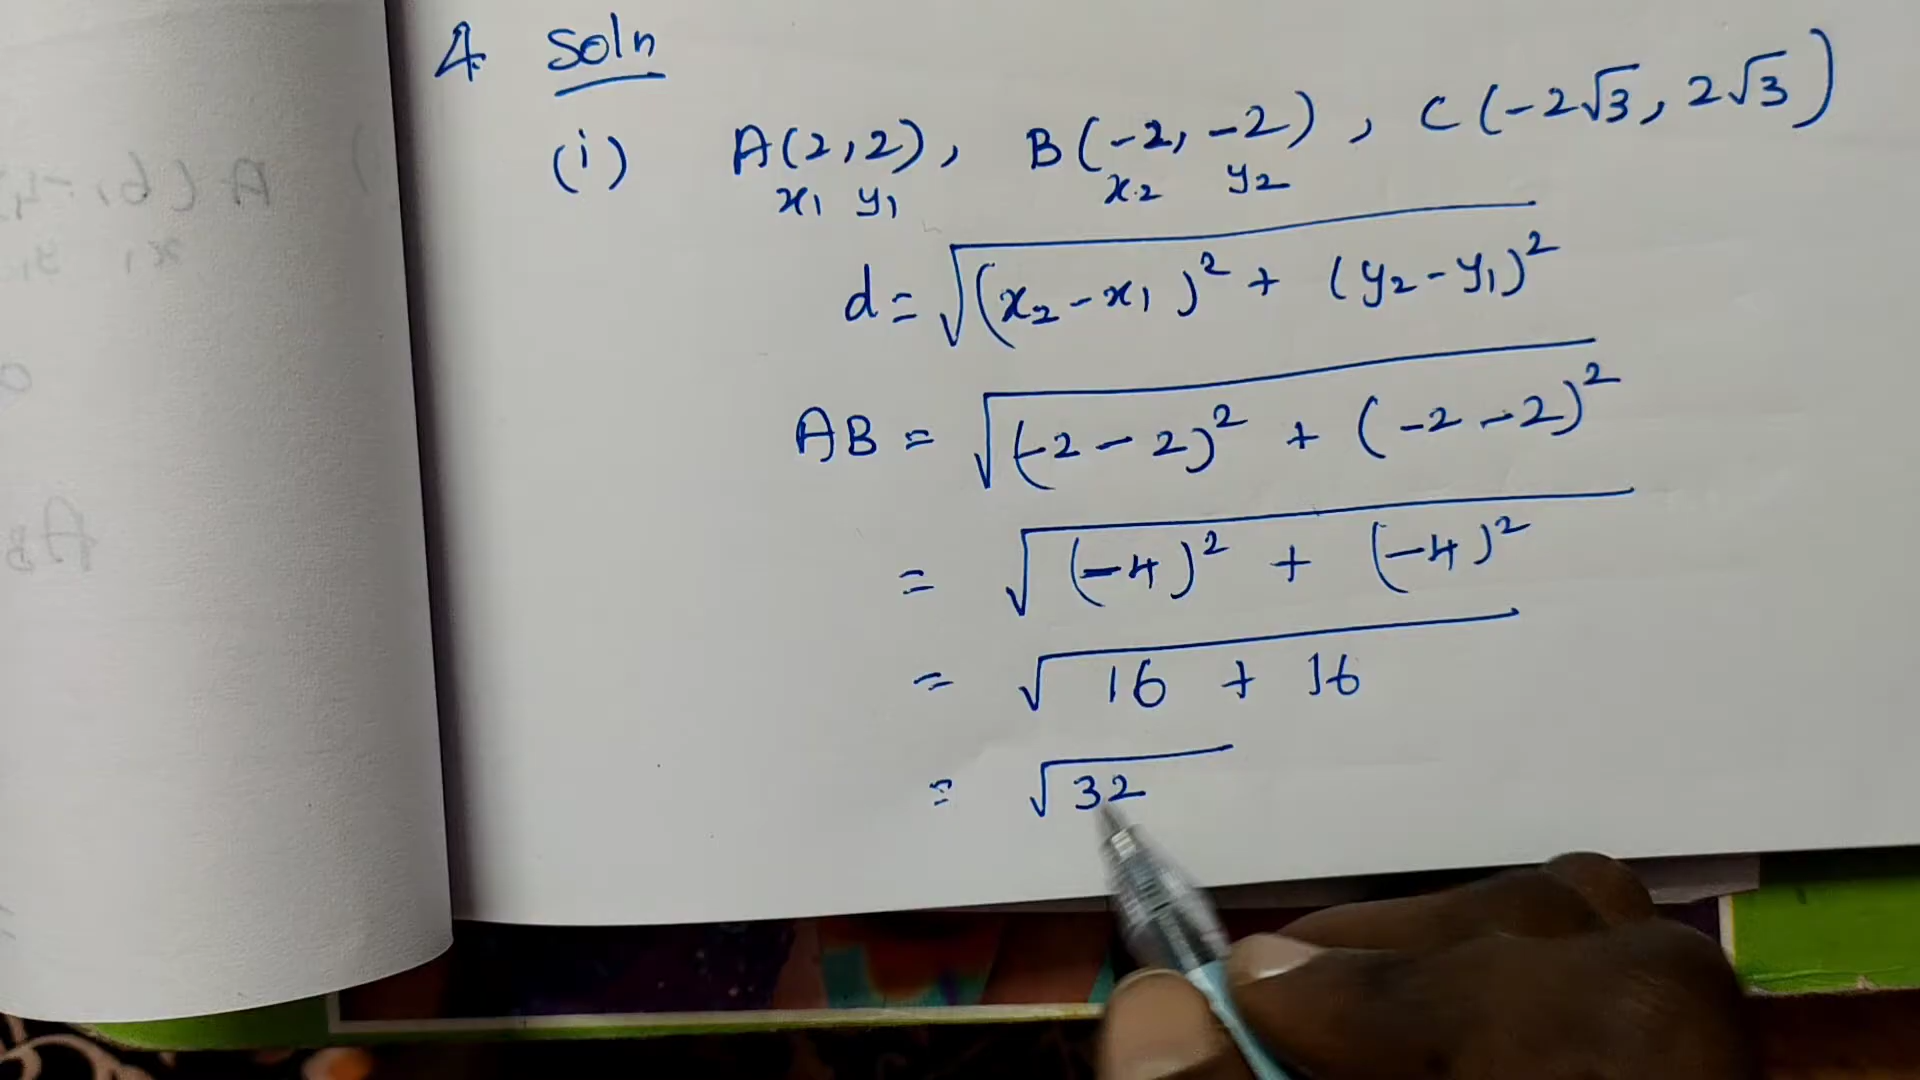 4 Soln
(i) A(2,2), B(-2,-2), C(-2√3, 2√3)
x₁ y₁ x₂ y₂
d = √(x₂-x₁)² + (y₂-y₁)²
AB = √(-2-2)² + (-2-2)²
= √(-4)² + (-4)²
= √16 + 16
= √32